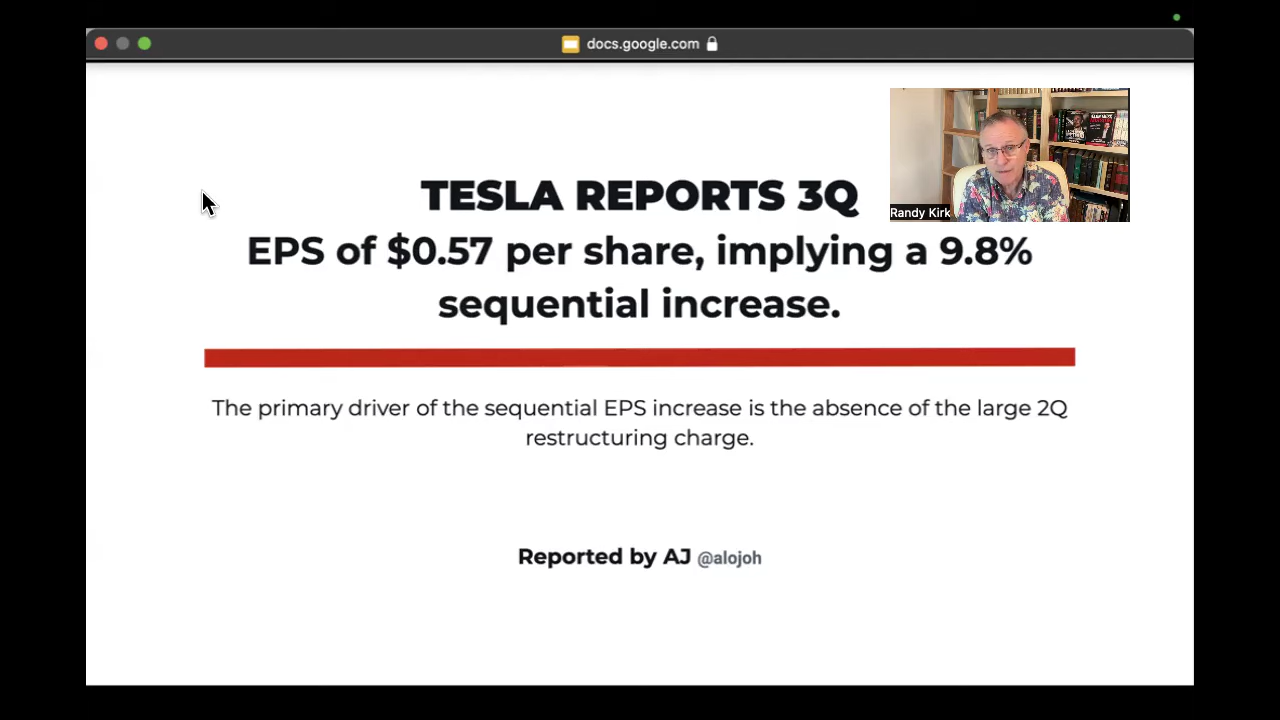 docs.google.com
TESLA REPORTS 3Q
EPS of $0.57 per share, implying a 9.8%
sequential increase.
Randy Kirk
The primary driver of the sequential EPS increase is the absence of the large 2Q
restructuring charge.
Reported by AJ @alojoh